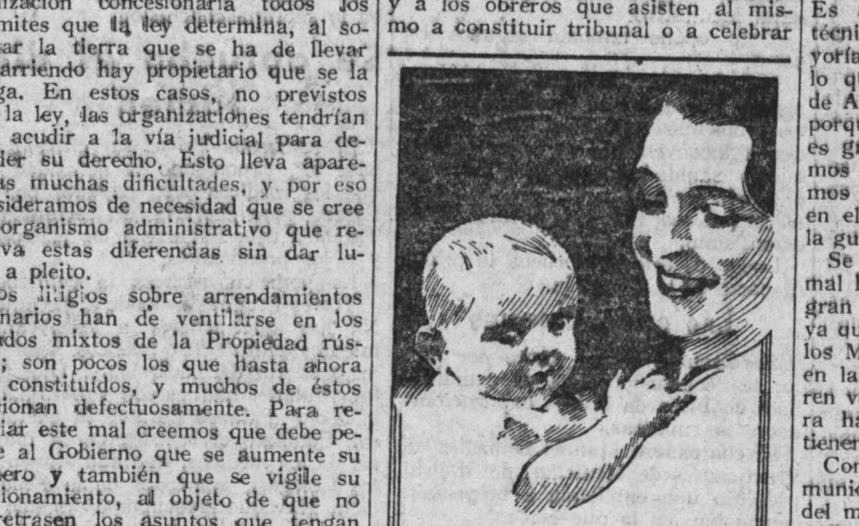 ización concesionaria todos los
mites que la ley determina, al so-
ar la tierra que se ha de llevar
arriendo hay propietario que se la
ga. En estos casos, no previstos
la ley, las organizaciones tendrían
acudir a la vía judicial para de-
der su derecho. Esto lleva apare-
as muchas dificultades, y por eso
sideramos de necesidad que se cree
organismo administrativo que re-
va estas diferencias sin dar lu-
a pleito.
os litigios sobre arrendamientos
narios han de ventilarse en los
ados mixtos de la Propiedad rús-
; son pocos los que hasta ahora
constituídos, y muchos de éstos
cionan defectuosamente. Para re-
iar este mal creemos que debe pe-
e al Gobierno que se aumente su
ero y también que se vigile su
cionamiento, al objeto de que no
retrasen los asuntos que tengan
y a los obreros que asisten al mis-
mo a constituir tribunal o a celebrar
Es
técni
yoría
lo qu
de A
porqu
es gr
mos
mos
en el
la gu
Se
mal
gran
ya qu
los M
en la
ren v
ra ha
tiener
Con
munic
del m